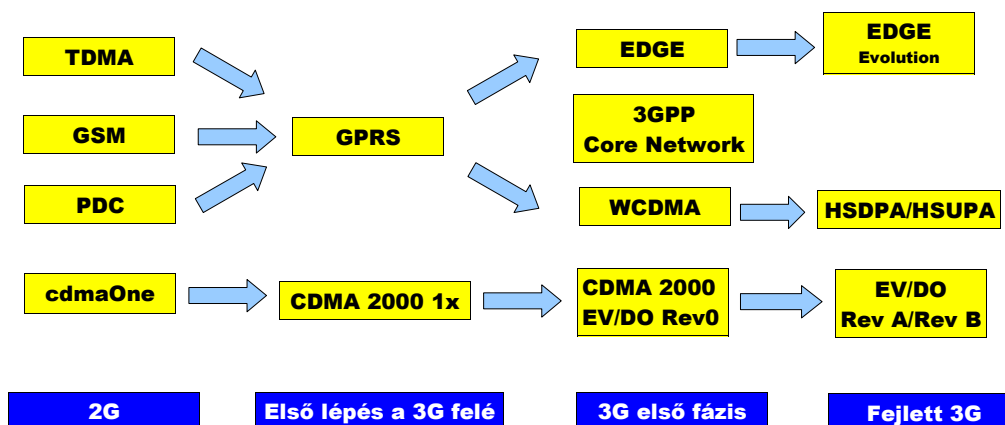 TDMA
EDGE
EDGE
Evolution
GSM
GPRS
3GPP
Core Network
PDC
WCDMA
HSDPA/HSUPA
cdmaOne
CDMA 2000 1x
CDMA 2000
EV/DO Rev0
EV/DO
Rev A/Rev B
2G
Első lépés a 3G felé
3G első fázis
Fejlett 3G